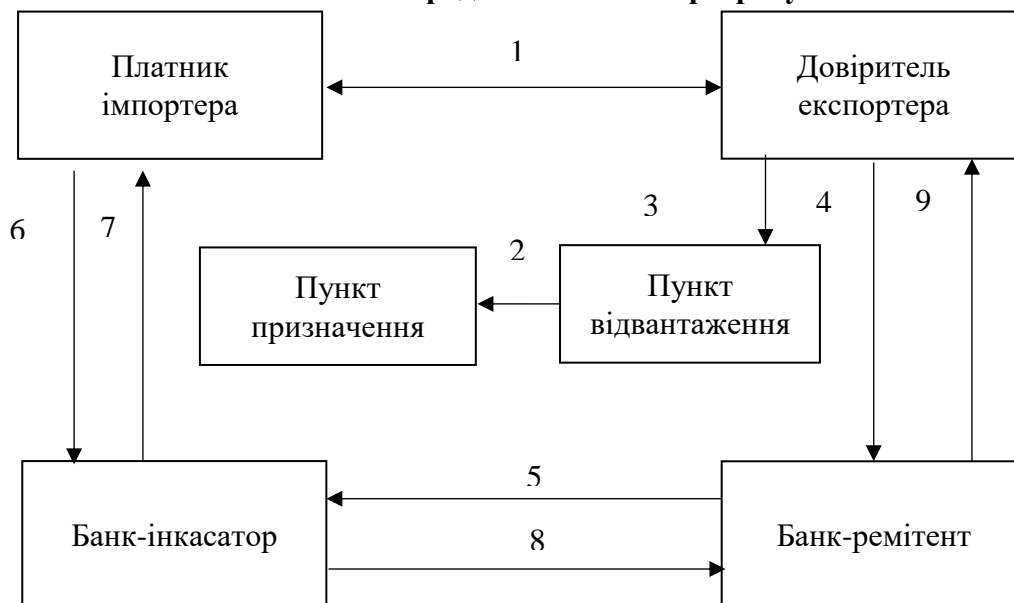 1
Платник
імпортера
Довіритель
експортера
6
7
3
4
9
2
Пункт
призначення
Пункт
відвантаження
5
Банк-інкасатор
8
Банк-ремітент